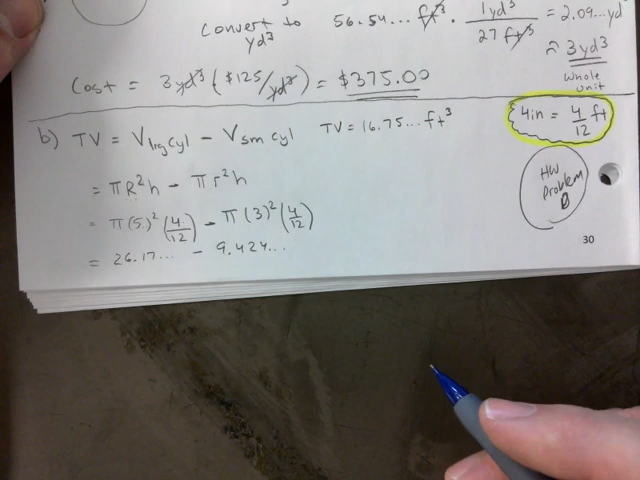 convert to 56.54... ft³ · 1yd³ / 27 ft³ = 2.09... yd³
yd³
≈ 3yd³
whole unit
Cost = 3yd³ ($125/yd³) = $375.00
b) TV = Vlrg cyl - Vsm cyl TV = 16.75... ft³
4in = 4/12 ft
= πR²h - πr²h
= π(5)²(4/12) - π(3)²(4/12)
= 26.17... - 9.424...
HW
Problem
30